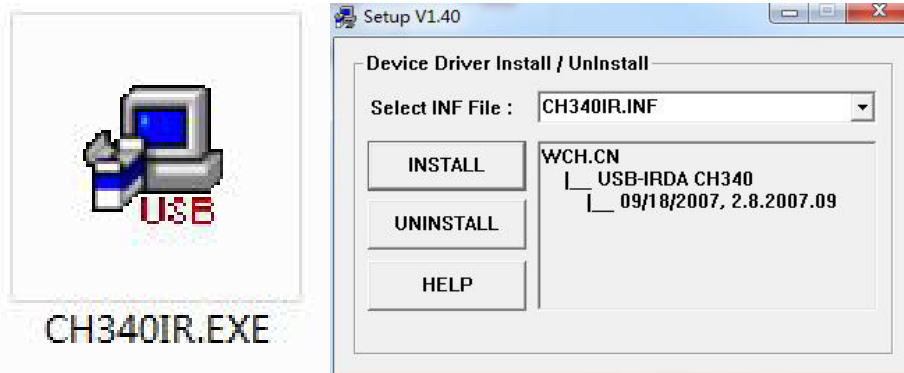 USB
CH340IR.EXE
Setup V1.40
Device Driver Install / UnInstall
Select INF File :
CH340IR.INF
INSTALL
UNINSTALL
HELP
WCH.CN
|__ USB-IRDA CH340
|__ 09/18/2007, 2.8.2007.09